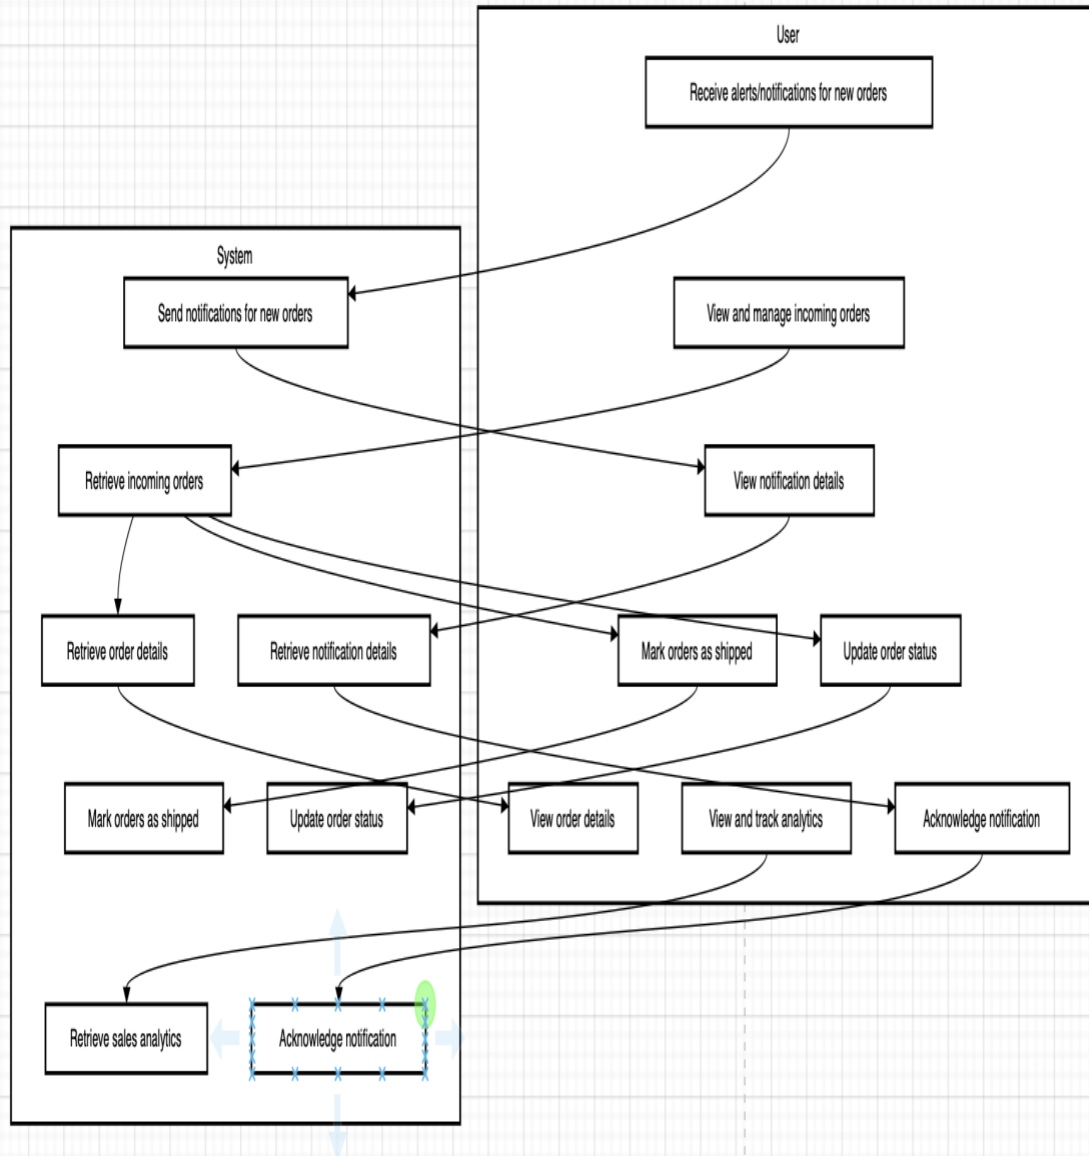 User
Receive alerts/notifications for new orders
System
Send notifications for new orders
View and manage incoming orders
Retrieve incoming orders
View notification details
Retrieve order details
Retrieve notification details
Mark orders as shipped
Update order status
Mark orders as shipped
Update order status
View order details
View and track analytics
Acknowledge notification
Retrieve sales analytics
Acknowledge notification